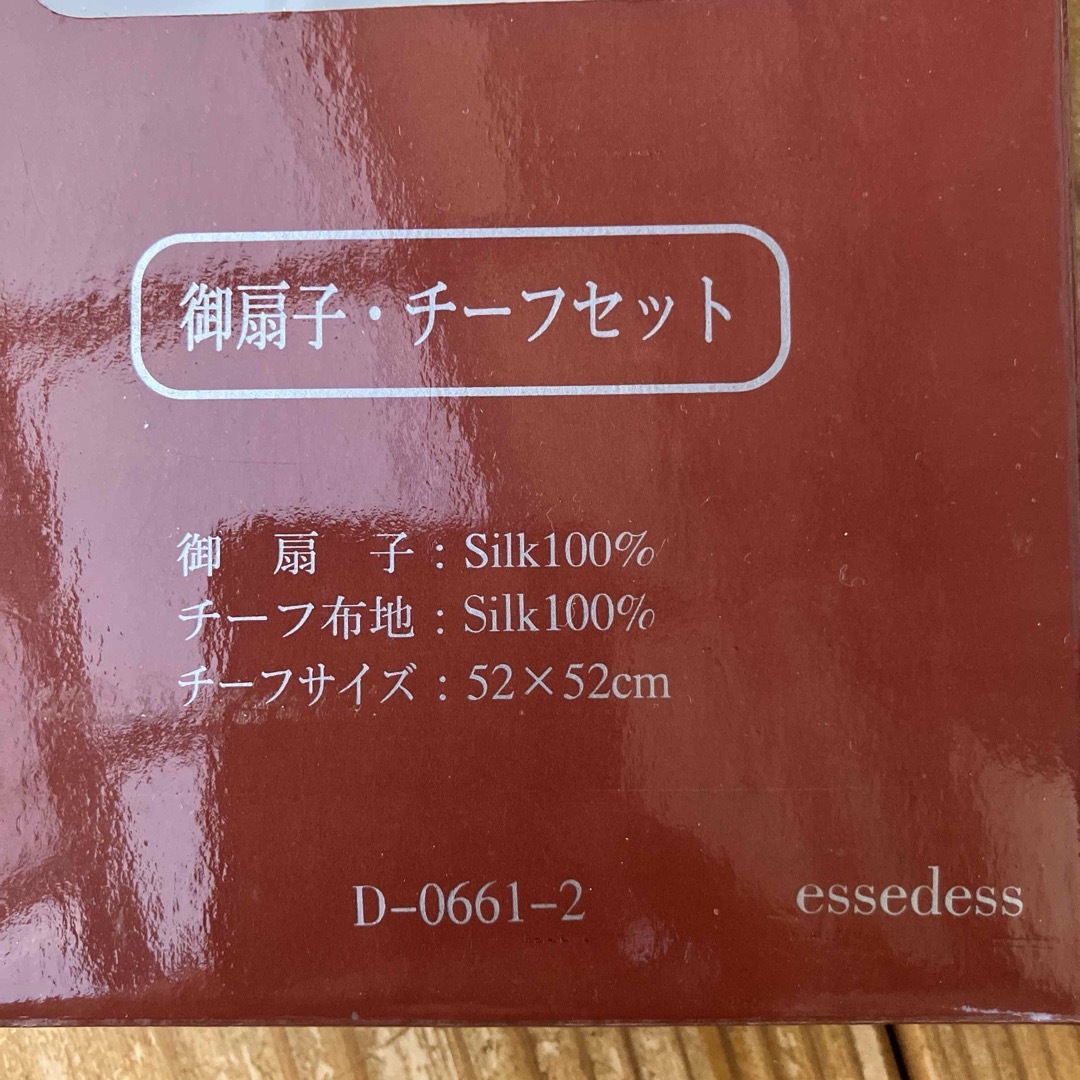 御扇子・チーフセット
御　扇　子：Silk100%
チーフ布地：Silk100%
チーフサイズ：52×52cm
D-0661-2
essedess